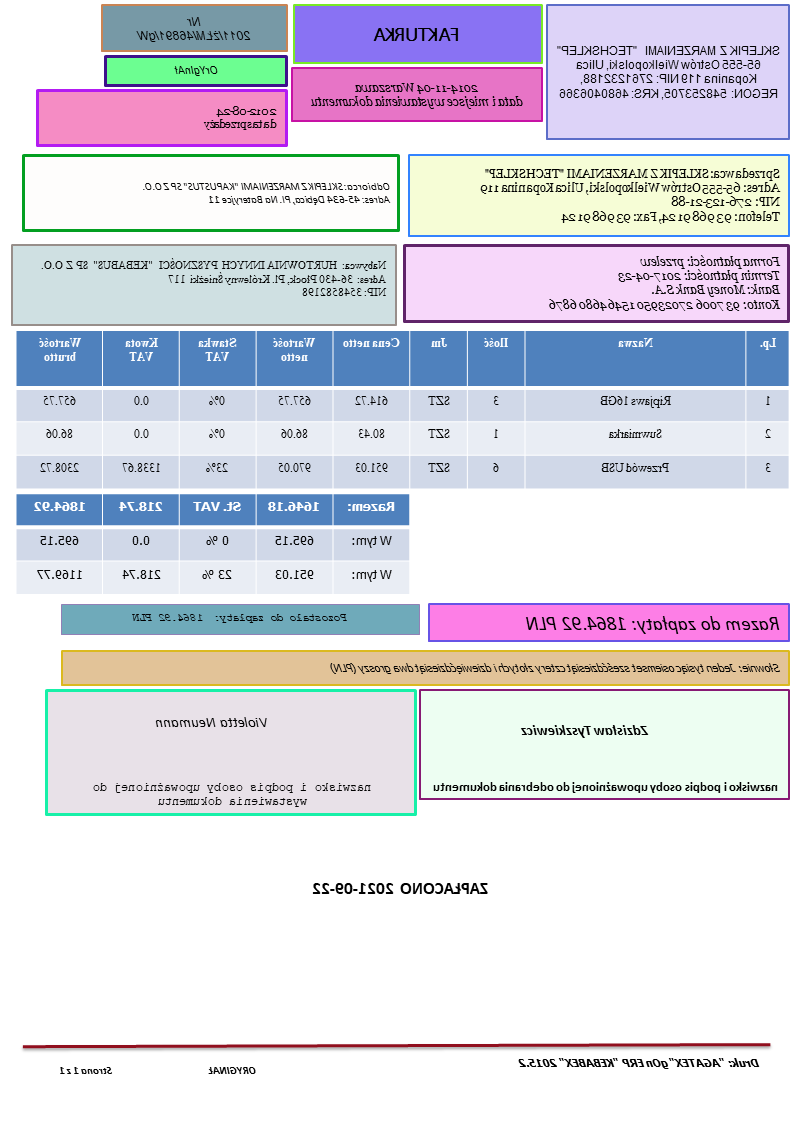 SKLEPIK Z MARZENIAMI "TECHSKLEP"
65-555 Ostrów Wielkopolski, Ulica
Kopanina 119 NIP: 2761232188,
REGON: 548253705, KRS: 4680406366
FAKTURKA
data i miejsce wystawienia dokumentu
2014-11-04 Warszawa
Nr
2011/2ŁM/46891/gW
OrYgInAł
data sprzedaży
2012-08-24
Sprzedawca: SKLEPIK Z MARZENIAMI "TECHSKLEP"
Adres: 65-555 Ostrów Wielkopolski, Ulica Kopanina 119
NIP: 276-123-21-88
Telefon: 93 968 91 24, Fax: 93 968 91 24
Odbiorca: SKLEPIK Z MARZENIAMI "KAPUSTUS" SP Z O.O.
Adres: 45-634 Dębica, Pl. Na Bateryjce 11
Forma płatności: przelew
Termin płatności: 2017-04-23
Bank: Money Bank S.A.
Konto: 93 7006 2702395015464680 6876
Nabywca: HURTOWNIA INNYCH PYSZNOŚCI "KEBABUS" SP Z O.O.
Adres: 36-430 Płock, Pl. Królewny Śnieżki 117
NIP:3548582198
Lp. Nazwa Ilość Jm Cena netto Wartość netto Stawka VAT Kwota VAT Wartość brutto
1 Ripjaws 16GB 3 SZT 614.72 657.75 0% 0.0 657.75
2 Suwmiarka 1 SZT 80.43 86.06 0% 0.0 86.06
3 Przewód USB 6 SZT 951.03 970.05 23% 1338.67 2308.72
Razem: 1646.18 St. VAT 218.74 1864.92
W tym: 695.15 0 % 0.0 695.15
W tym: 951.03 23 % 218.74 1169.77
Razem do zapłaty: 1864.92 PLN
Pozostało do zapłaty: 1864.92 PLN
Słownie: Jeden tysiąc osiemset sześćdziesiąt cztery złotych i dziewięćdziesiąt dwa groszy (PLN)
Zdzisław Tyszkiewicz
nazwisko i podpis osoby upoważnionej do odebrania dokumentu
Violetta Neumann
nazwisko i podpis osoby upoważnionej do
wystawienia dokumentu
ZAPŁACONO 2021-09-22
Druk: "AGATEX" gOn ERP "KEBABEX" 2015.2
ORYGINAŁ
Strona 1 z 1